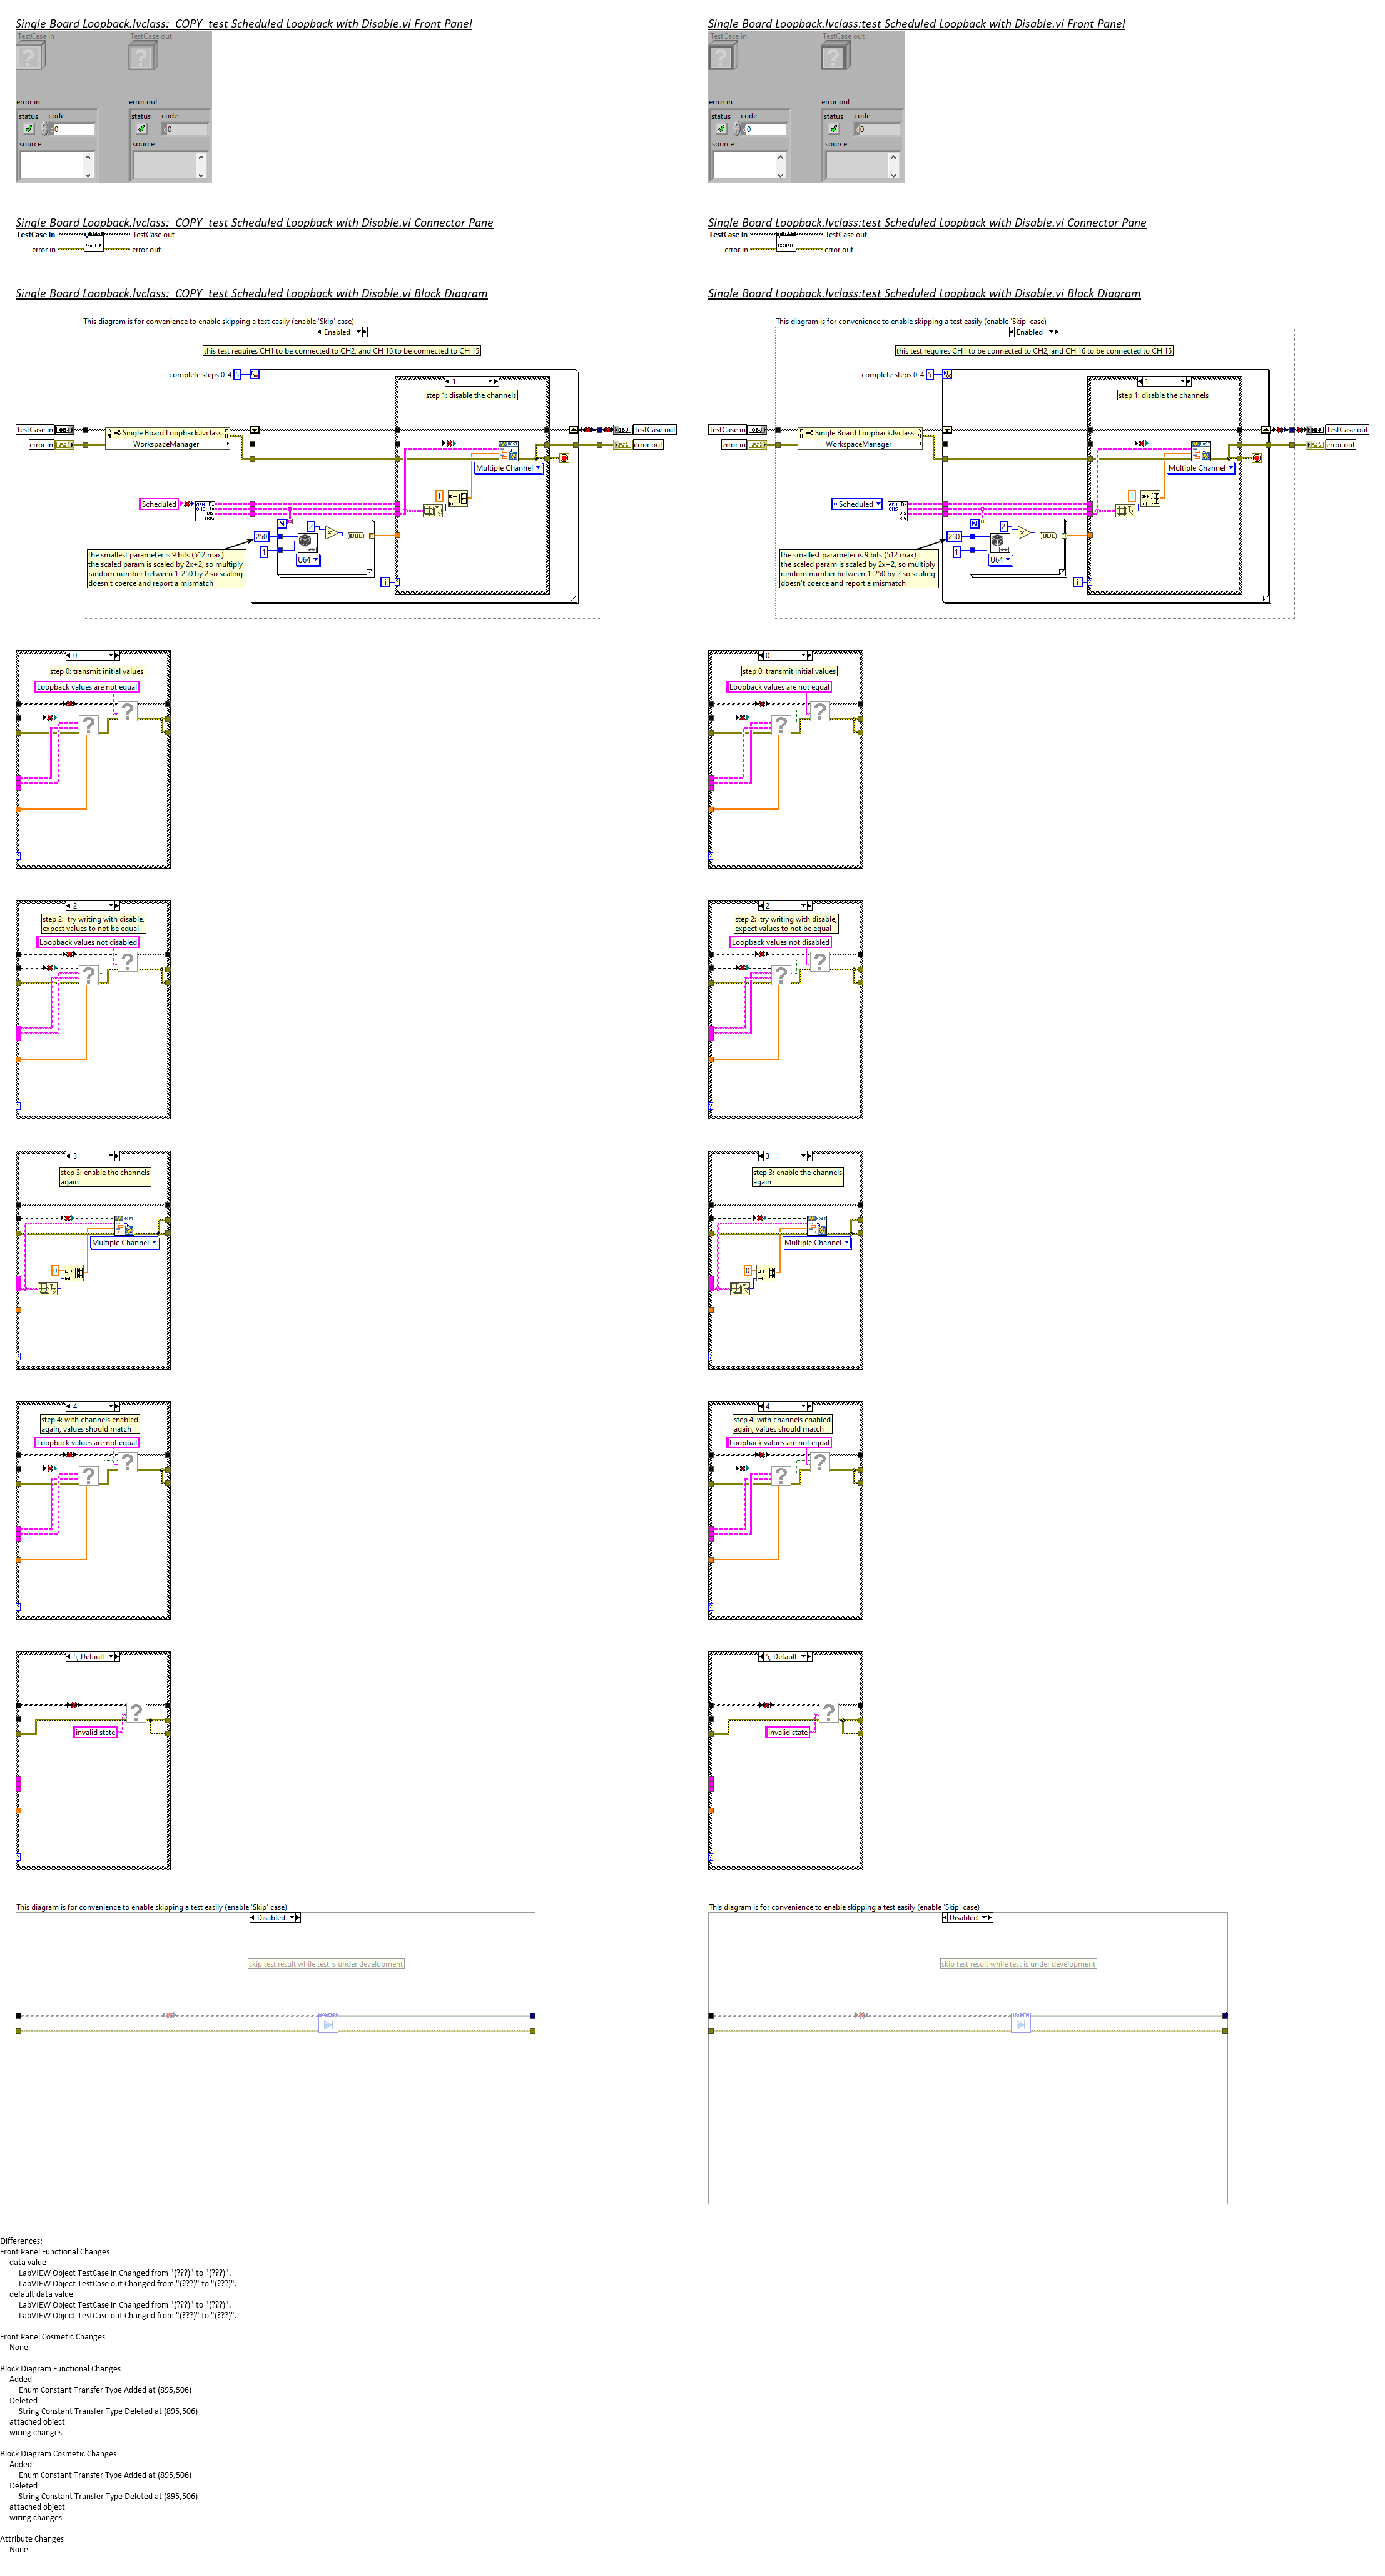 Single Board Loopback.lvclass:  COPY  test Scheduled Loopback with Disable.vi Front Panel
TestCase in
TestCase out
error in
error out
status
code
status
code
0
0
source
source
Single Board Loopback.lvclass:test Scheduled Loopback with Disable.vi Front Panel
TestCase in
TestCase out
error in
error out
status
code
status
code
0
0
source
source
Single Board Loopback.lvclass:  COPY  test Scheduled Loopback with Disable.vi Connector Pane
TestCase in
TestCase out
EXAMPLE
error in
error out
Single Board Loopback.lvclass:test Scheduled Loopback with Disable.vi Connector Pane
TestCase in
TestCase out
EXAMPLE
error in
error out
Single Board Loopback.lvclass:  COPY  test Scheduled Loopback with Disable.vi Block Diagram
This diagram is for convenience to enable skipping a test easily (enable 'Skip' case)
Enabled
this test requires CH1 to be connected to CH2, and CH 16 to be connected to CH 15
complete steps 0-4
5
1
step 1: disable the channels
TestCase in
OBJ
Single Board Loopback.lvclass
OBJ
TestCase out
error in
WorkspaceManager
error out
Multiple Channel
1
Scheduled
N
250
2
DBL
1
U64
the smallest parameter is 9 bits (512 max)
the scaled param is scaled by 2x+2, so multiply
random number between 1-250 by 2 so scaling
doesn't coerce and report a mismatch
i
Single Board Loopback.lvclass:test Scheduled Loopback with Disable.vi Block Diagram
This diagram is for convenience to enable skipping a test easily (enable 'Skip' case)
Enabled
this test requires CH1 to be connected to CH2, and CH 16 to be connected to CH 15
complete steps 0-4
5
1
step 1: disable the channels
TestCase in
OBJ
Single Board Loopback.lvclass
OBJ
TestCase out
error in
WorkspaceManager
error out
Multiple Channel
1
Scheduled
N
250
2
DBL
1
U64
the smallest parameter is 9 bits (512 max)
the scaled param is scaled by 2x+2, so multiply
random number between 1-250 by 2 so scaling
doesn't coerce and report a mismatch
i
0
step 0: transmit initial values
Loopback values are not equal
?
?
0
step 0: transmit initial values
Loopback values are not equal
?
?
2
step 2:  try writing with disable,
expect values to not be equal
Loopback values not disabled
?
?
2
step 2:  try writing with disable,
expect values to not be equal
Loopback values not disabled
?
?
3
step 3: enable the channels
again
Multiple Channel
0
3
step 3: enable the channels
again
Multiple Channel
0
4
step 4: with channels enabled
again, values should match
Loopback values are not equal
?
?
4
step 4: with channels enabled
again, values should match
Loopback values are not equal
?
?
5, Default
?
invalid state
5, Default
?
invalid state
This diagram is for convenience to enable skipping a test easily (enable 'Skip' case)
Disabled
skip test result while test is under development
This diagram is for convenience to enable skipping a test easily (enable 'Skip' case)
Disabled
skip test result while test is under development
Differences:
Front Panel Functional Changes
data value
LabVIEW Object TestCase in Changed from "(???)" to "(???)".
LabVIEW Object TestCase out Changed from "(???)" to "(???)".
default data value
LabVIEW Object TestCase in Changed from "(???)" to "(???)".
LabVIEW Object TestCase out Changed from "(???)" to "(???)".
Front Panel Cosmetic Changes
None
Block Diagram Functional Changes
Added
Enum Constant Transfer Type Added at (895,506)
Deleted
String Constant Transfer Type Deleted at (895,506)
attached object
wiring changes
Block Diagram Cosmetic Changes
Added
Enum Constant Transfer Type Added at (895,506)
Deleted
String Constant Transfer Type Deleted at (895,506)
attached object
wiring changes
Attribute Changes
None